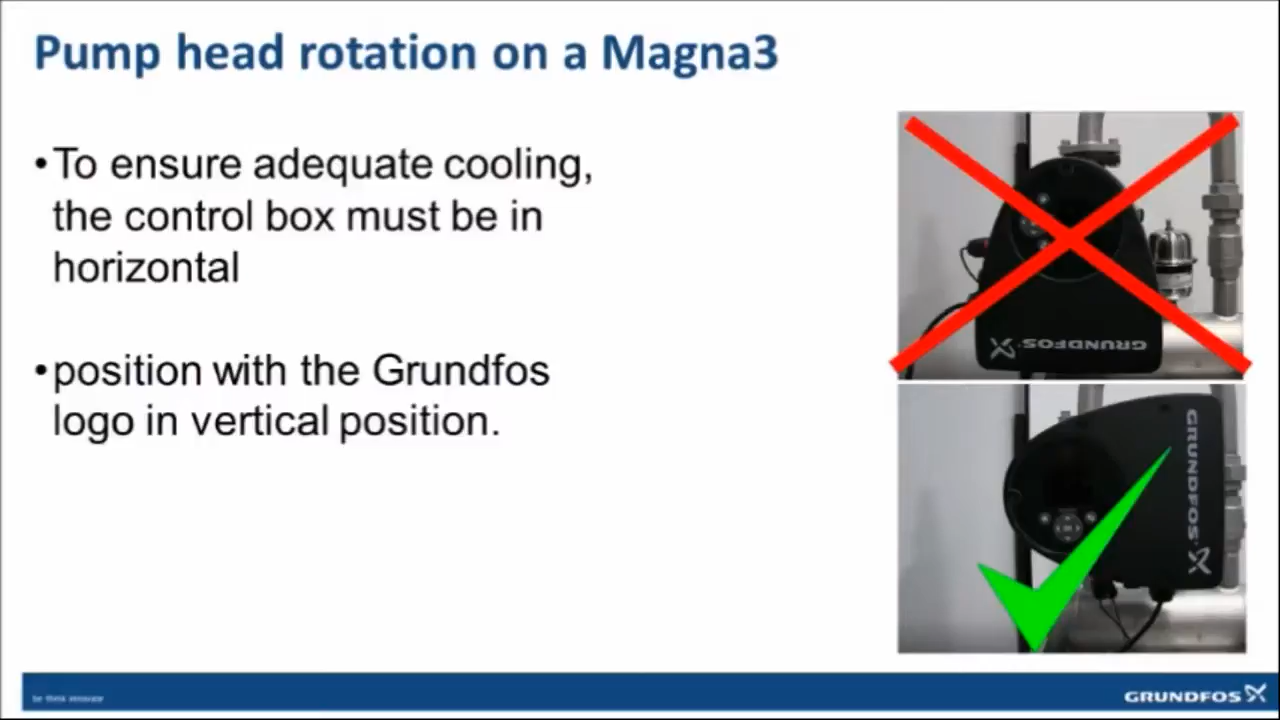 Pump head rotation on a Magna3
•To ensure adequate cooling,
the control box must be in
horizontal
•position with the Grundfos
logo in vertical position.
GRUNDFOS
GRUNDFOS
be think innovate
GRUNDFOS